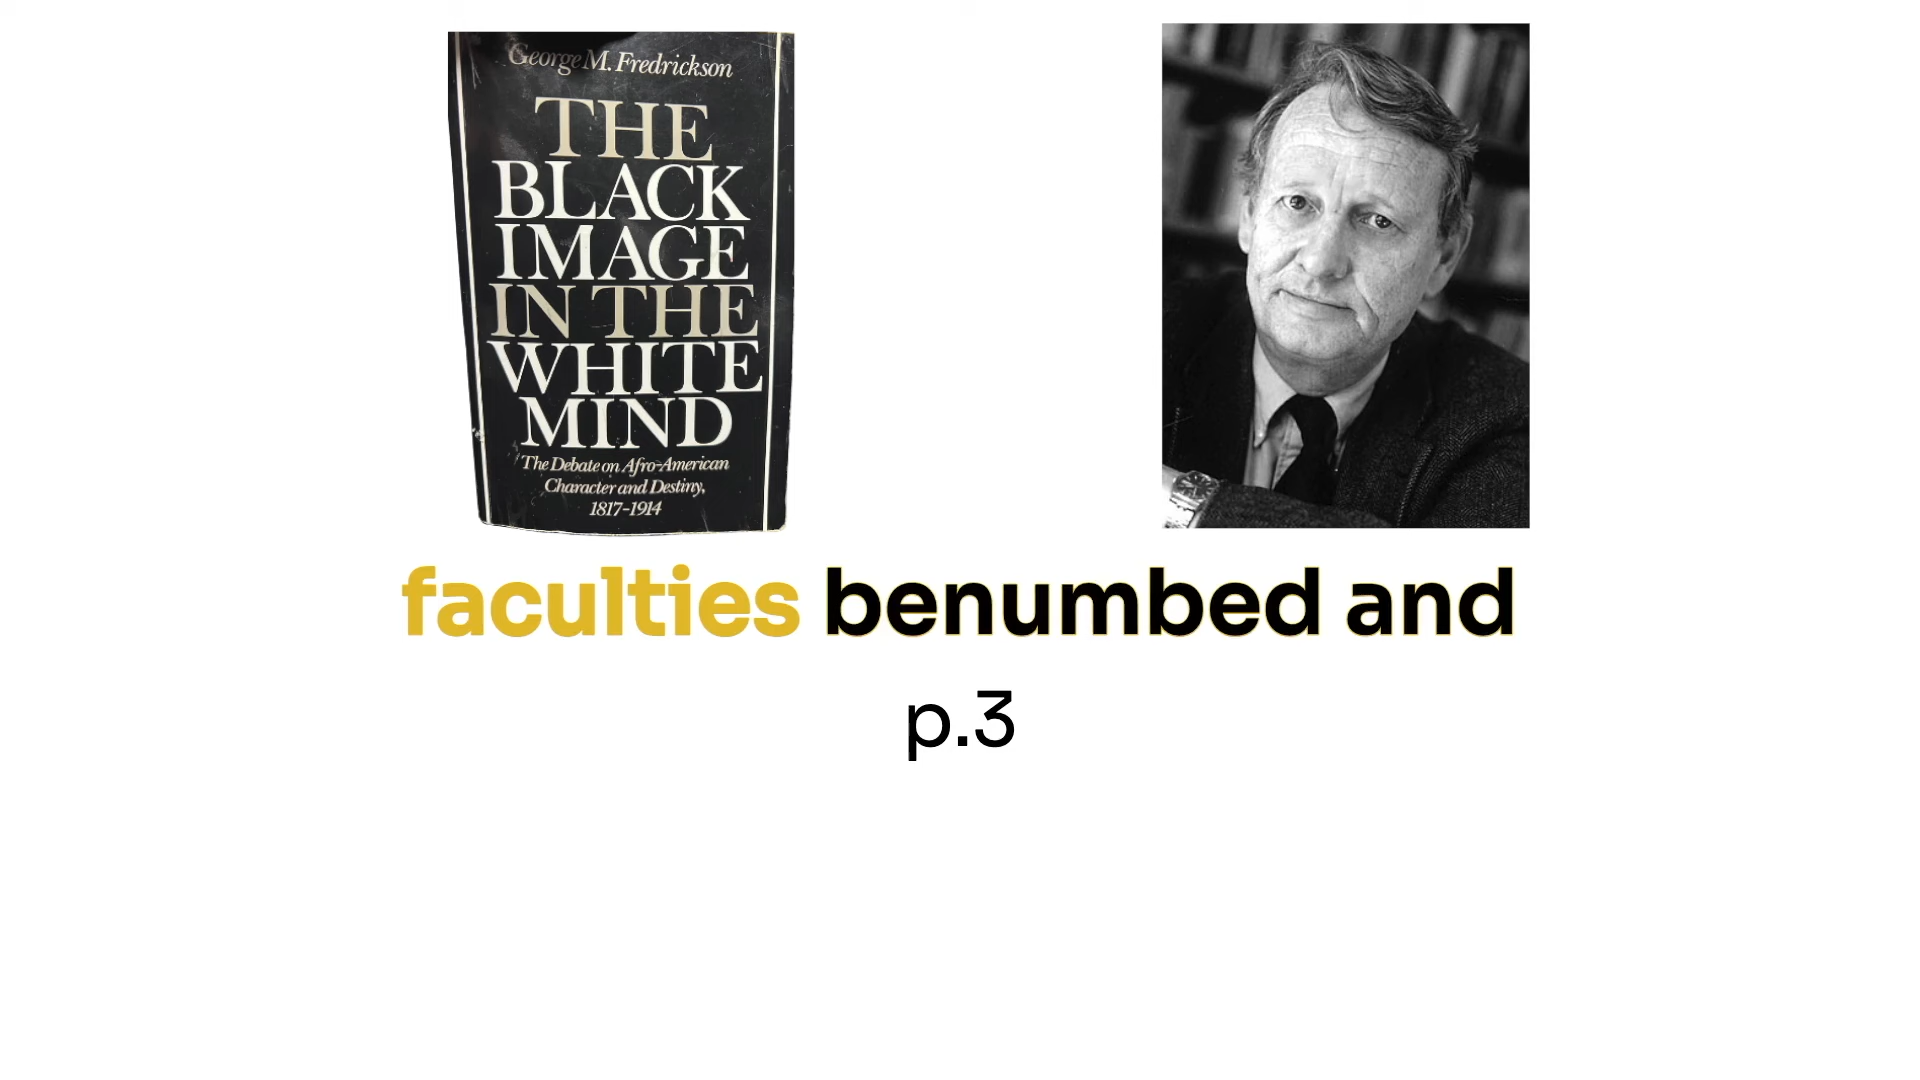 George M. Fredrickson
THE
BLACK
IMAGE
IN THE
WHITE
MIND
The Debate on Afro-American
Character and Destiny,
1817-1914
faculties benumbed and
p.3